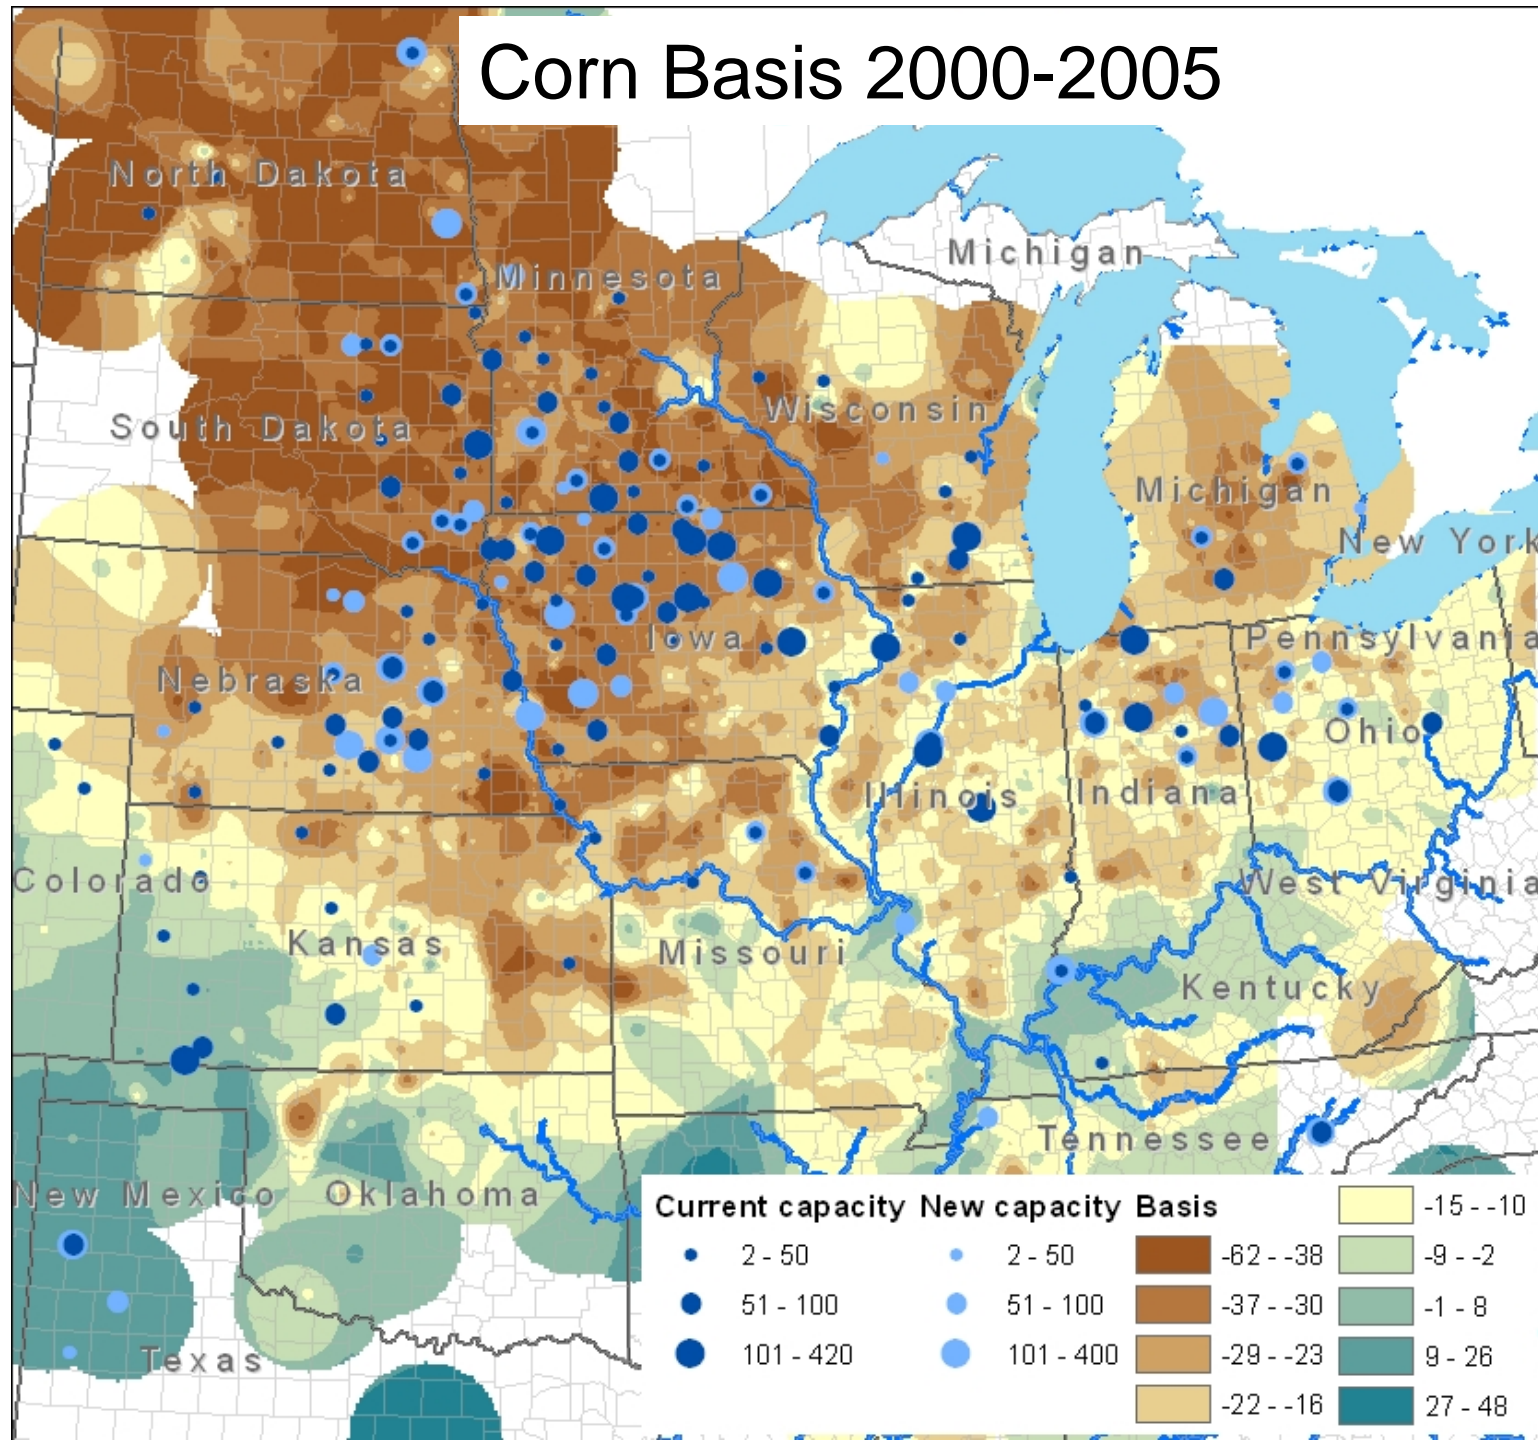 Corn Basis 2000-2005
North Dakota
Minnesota
Michigan
South Dakota
Wisconsin
Michigan
New York
Iowa
Pennsylvania
Nebraska
Ohio
Illinois
Indiana
Colorado
West Virginia
Kansas
Missouri
Kentucky
Tennessee
New Mexico
Oklahoma
Texas
Current capacity New capacity Basis -15 - -10
2 - 50 2 - 50 -62 - -38 -9 - -2
51 - 100 51 - 100 -37 - -30 -1 - 8
101 - 420 101 - 400 -29 - -23 9 - 26
-22 - -16 27 - 48